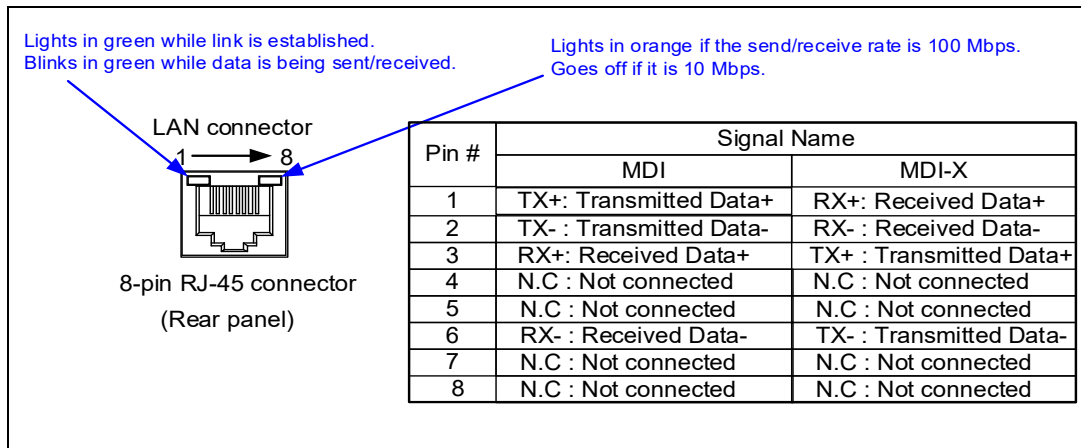 Lights in green while link is established.
Blinks in green while data is being sent/received.
Lights in orange if the send/receive rate is 100 Mbps.
Goes off if it is 10 Mbps.
LAN connector
1 8
8-pin RJ-45 connector
(Rear panel)
Pin # Signal Name
MDI MDI-X
1 TX+: Transmitted Data+ RX+: Received Data+
2 TX- : Transmitted Data- RX- : Received Data-
3 RX+: Received Data+ TX+ : Transmitted Data+
4 N.C : Not connected N.C : Not connected
5 N.C : Not connected N.C : Not connected
6 RX- : Received Data- TX- : Transmitted Data-
7 N.C : Not connected N.C : Not connected
8 N.C : Not connected N.C : Not connected